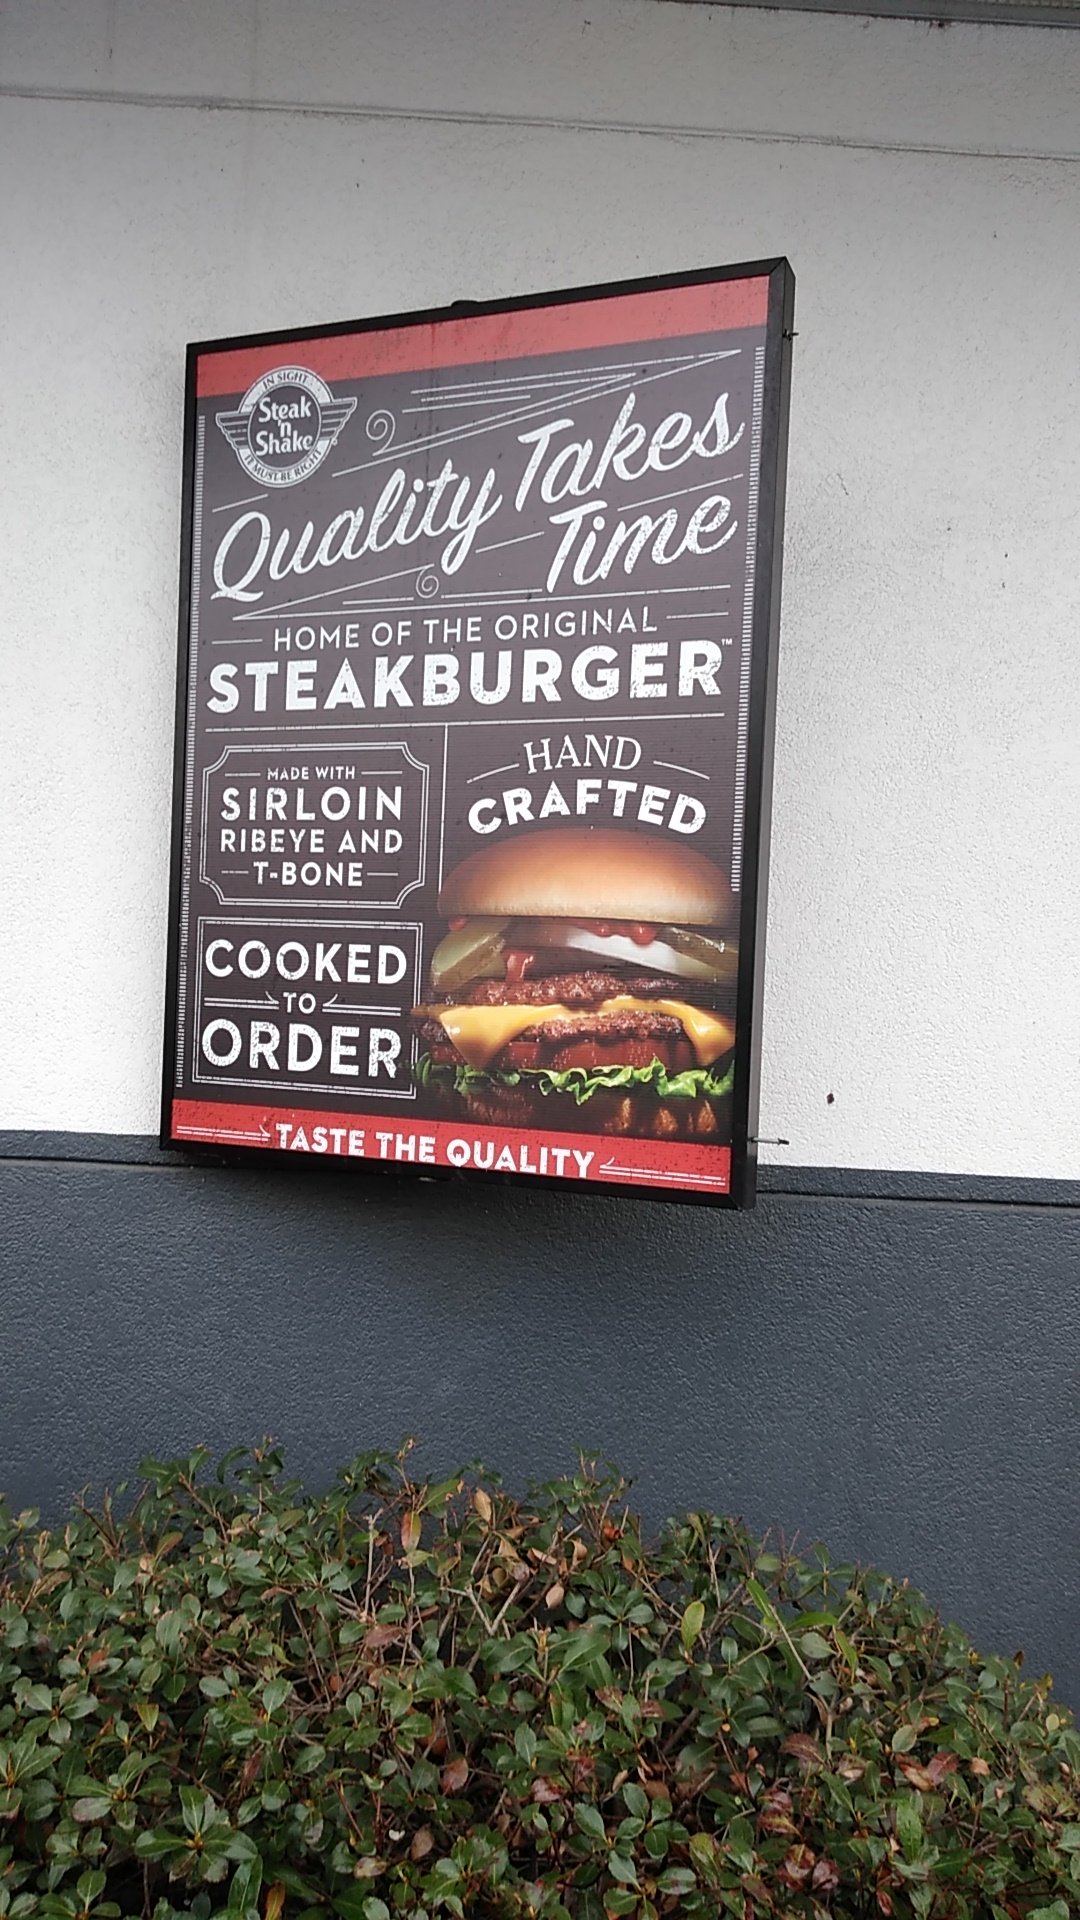 IN SIGHT
Steak
'n
Shake
IT MUST BE RIGHT
Quality Takes
Time
HOME OF THE ORIGINAL
STEAKBURGER™
MADE WITH
SIRLOIN
RIBEYE AND
T-BONE
HAND
CRAFTED
COOKED
TO
ORDER
TASTE THE QUALITY